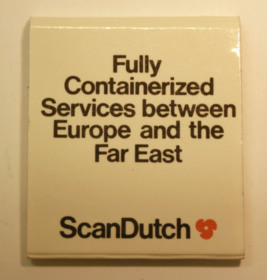 Fully
Containerized
Services between
Europe and the
Far East
ScanDutch